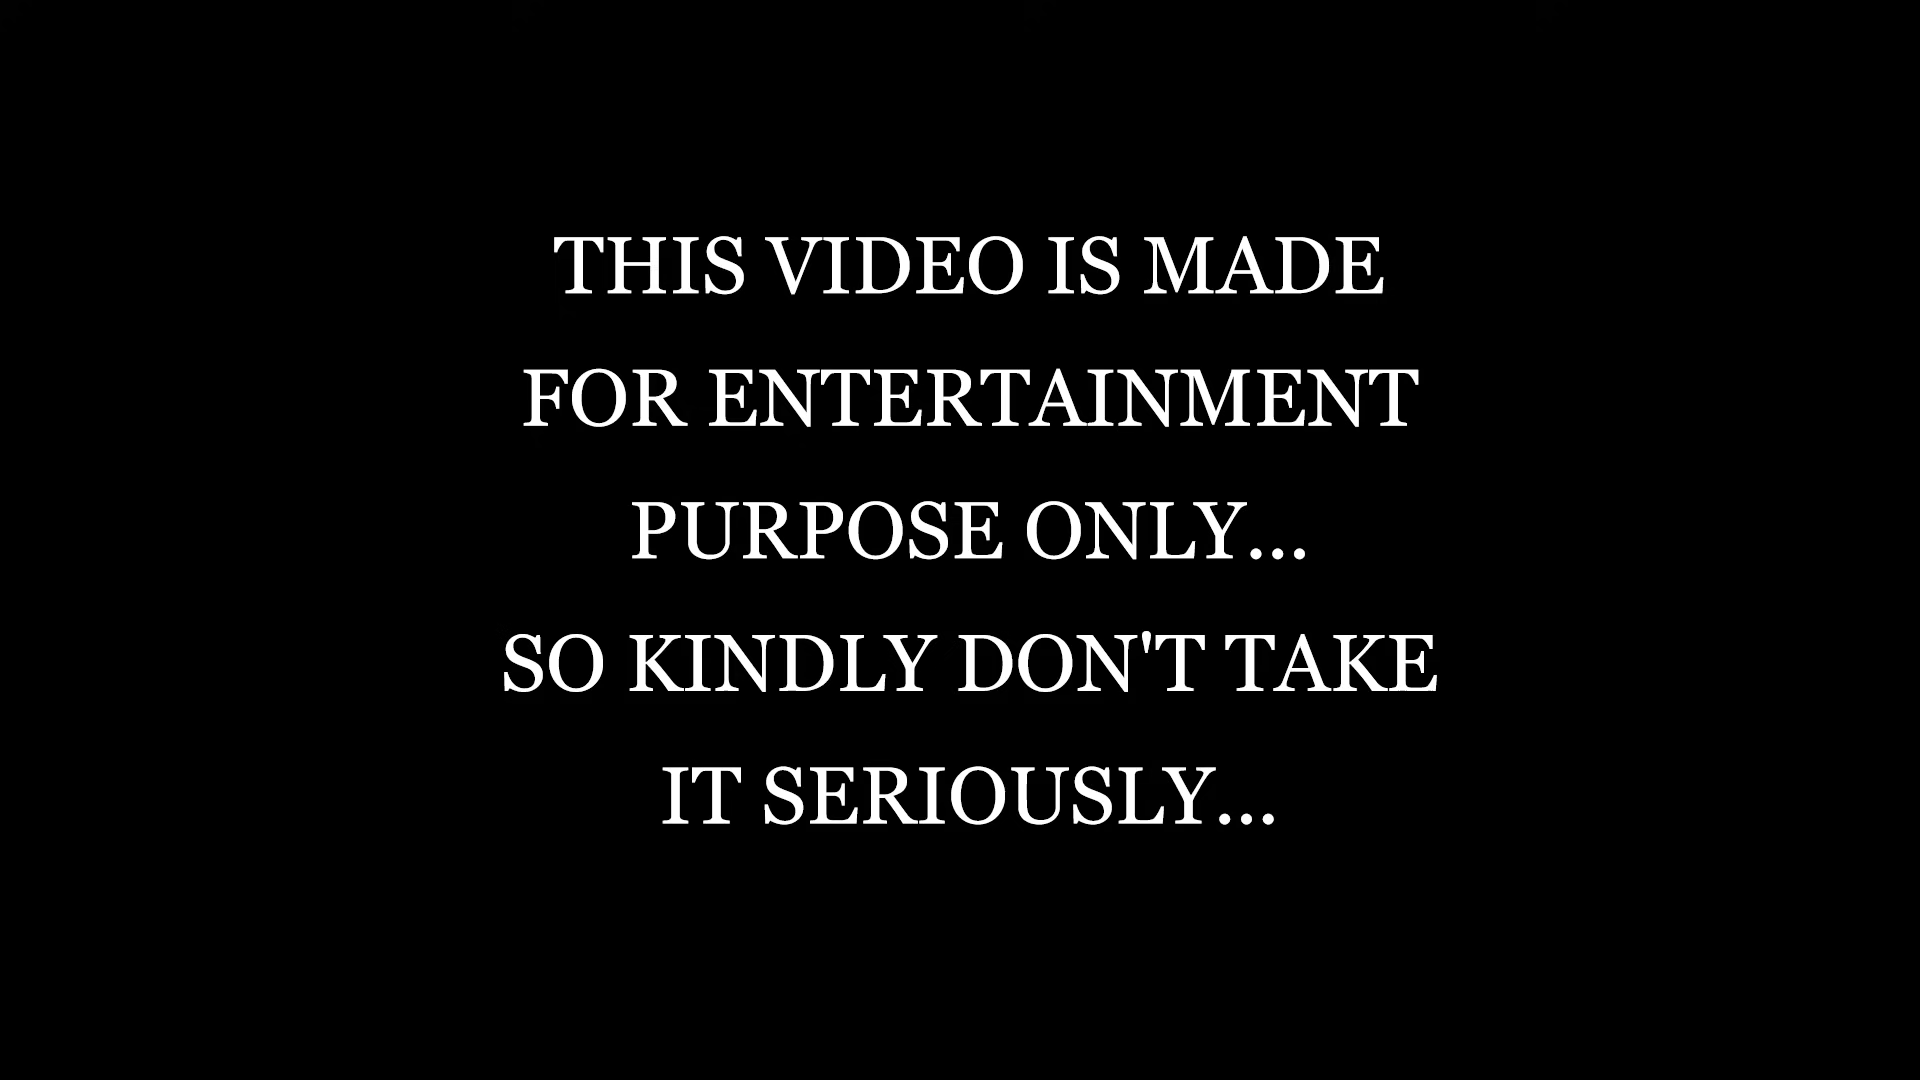 THIS VIDEO IS MADE
FOR ENTERTAINMENT
PURPOSE ONLY...
SO KINDLY DON'T TAKE
IT SERIOUSLY...